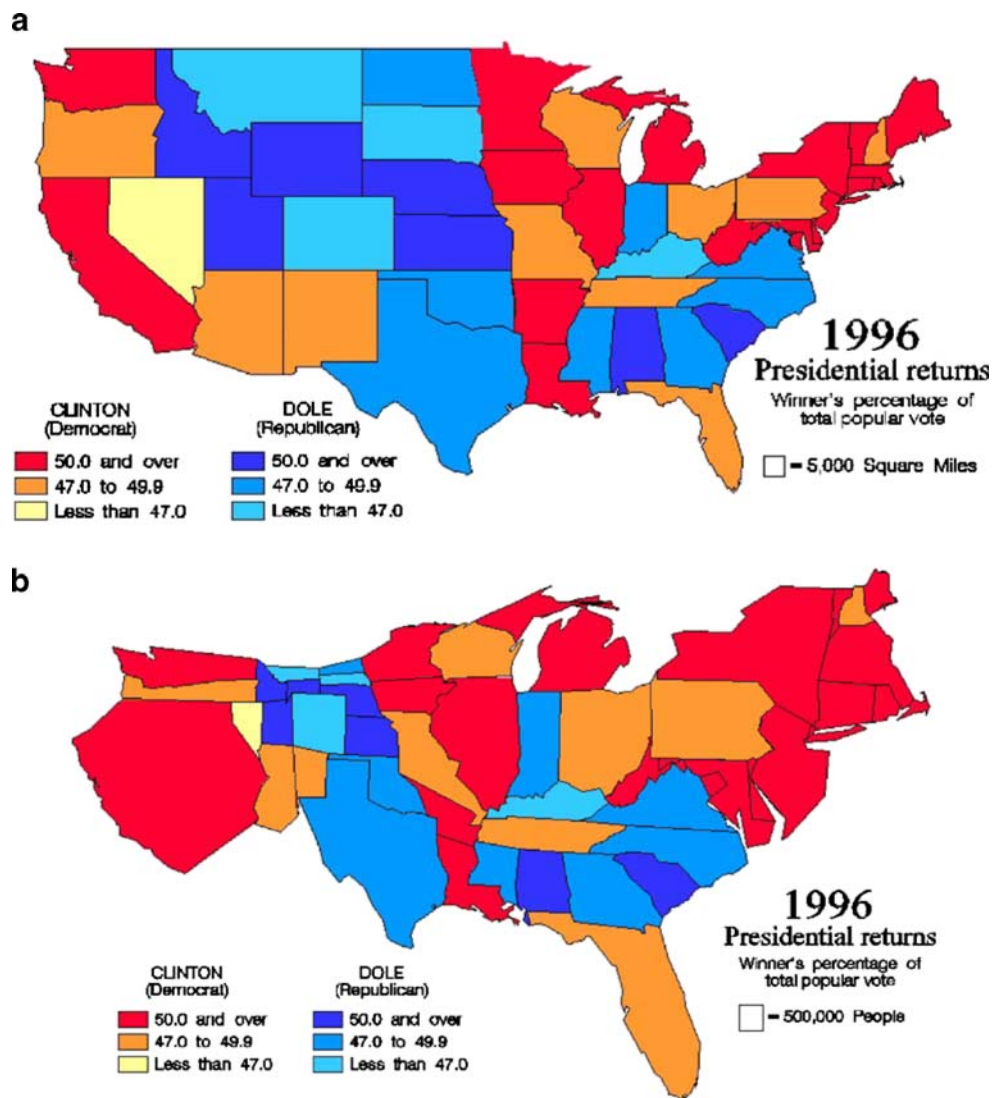 a
1996
Presidential returns
Winner's percentage of
total popular vote
= 5,000 Square Miles
CLINTON
(Democrat)
50.0 and over
47.0 to 49.9
Less than 47.0
DOLE
(Republican)
50.0 and over
47.0 to 49.9
Less than 47.0
b
1996
Presidential returns
Winner's percentage of
total popular vote
= 500,000 People
CLINTON
(Democrat)
50.0 and over
47.0 to 49.9
Less than 47.0
DOLE
(Republican)
50.0 and over
47.0 to 49.9
Less than 47.0